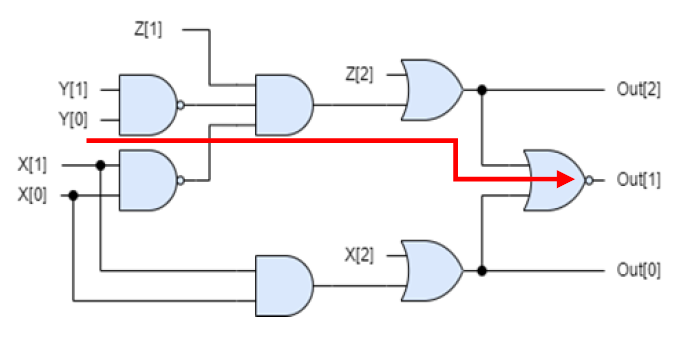 Z[1]
Z[2]
Y[1]
Out[2]
Y[0]
X[1]
Out[1]
X[0]
X[2]
Out[0]